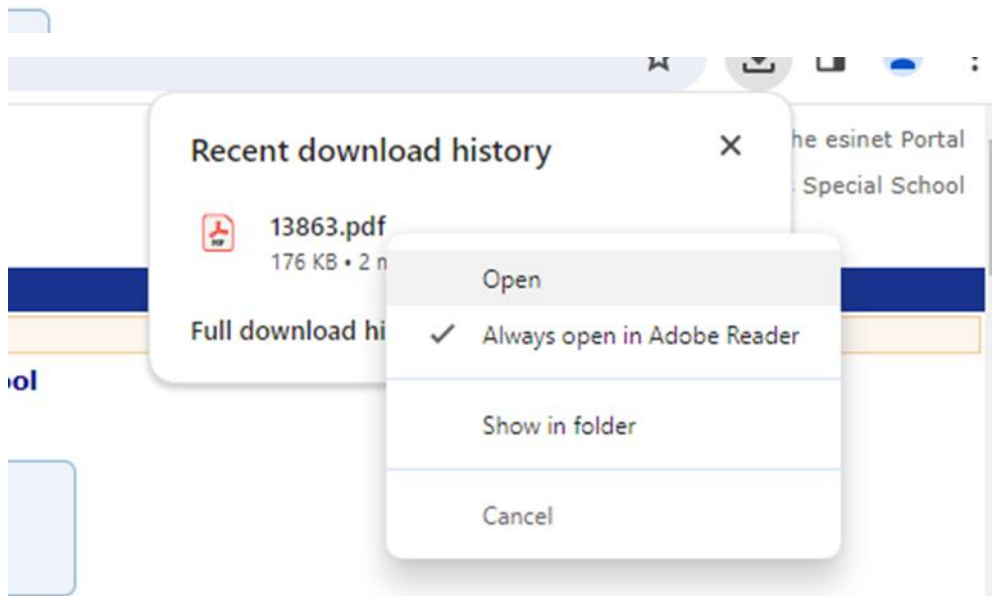 Recent download history
he esinet Portal
Special School
13863.pdf
176 KB • 2
Open
Full download hi
Always open in Adobe Reader
ool
Show in folder
Cancel